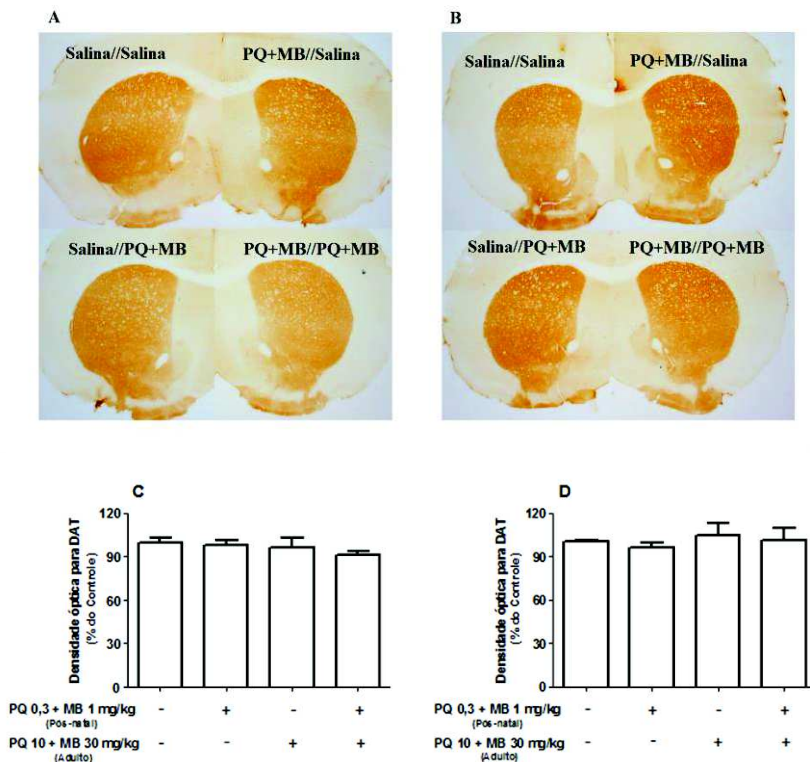 A
B
Salina//Salina
PQ+MB//Salina
Salina//Salina
PQ+MB//Salina
Salina//PQ+MB
PQ+MB//PQ+MB
Salina//PQ+MB
PQ+MB//PQ+MB
C
120
90
60
30
0
Densidade óptica para DAT
(% do Controle)
PQ 0,3 + MB 1 mg/kg - + - +
(Pós-natal)
PQ 10 + MB 30 mg/kg - - + +
(Adulto)
D
120
90
60
30
0
Densidade óptica para DAT
(% do Controle)
PQ 0,3 + MB 1 mg/kg - + - +
(Pós-natal)
PQ 10 + MB 30 mg/kg - - + +
(Adulto)